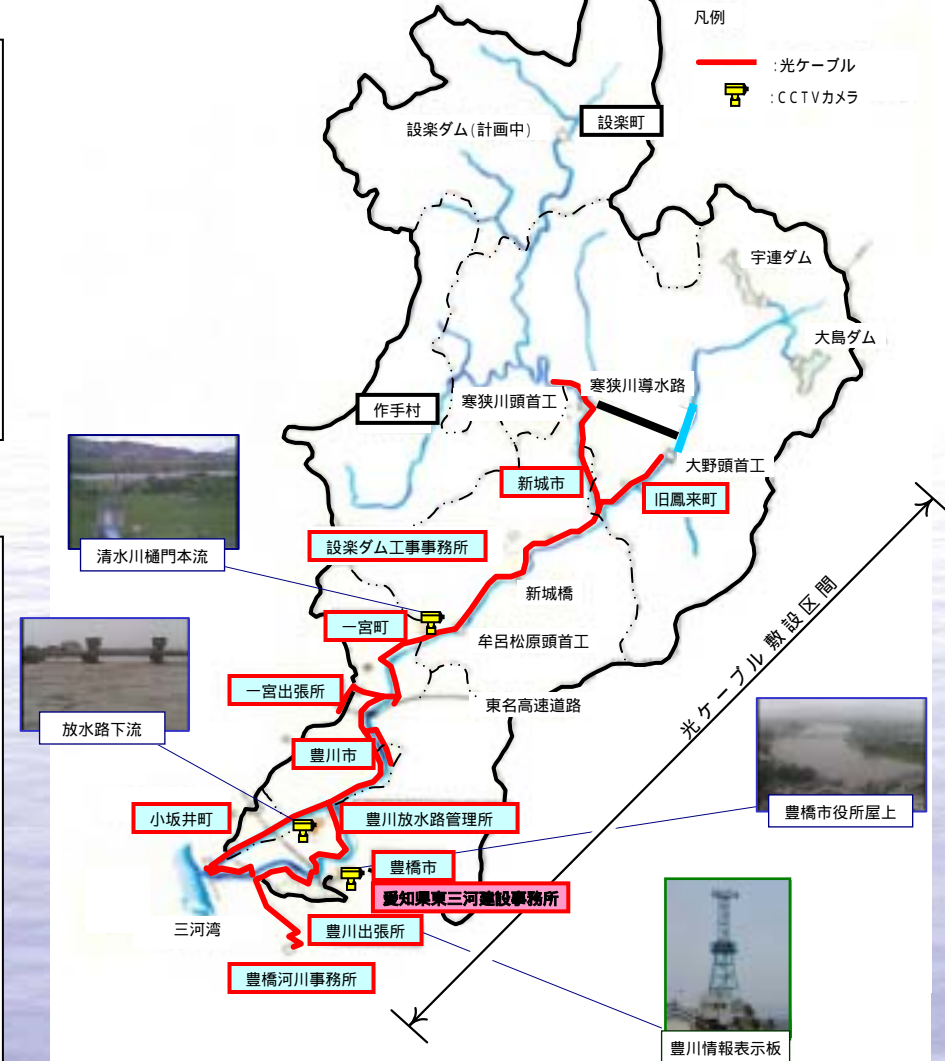 凡例
:光ケーブル
:CCTVカメラ
設楽ダム(計画中)
設楽町
宇連ダム
大島ダム
寒狭川導水路
寒狭川頭首工
作手村
大野頭首工
新城市
旧鳳来町
設楽ダム工事事務所
清水川樋門本流
新城橋
一宮町
牟呂松原頭首工
光ケーブル敷設区間
一宮出張所
東名高速道路
放水路下流
豊川市
豊橋市役所屋上
小坂井町
豊川放水路管理所
豊橋市
愛知県東三河建設事務所
三河湾
豊川出張所
豊橋河川事務所
豊川情報表示板